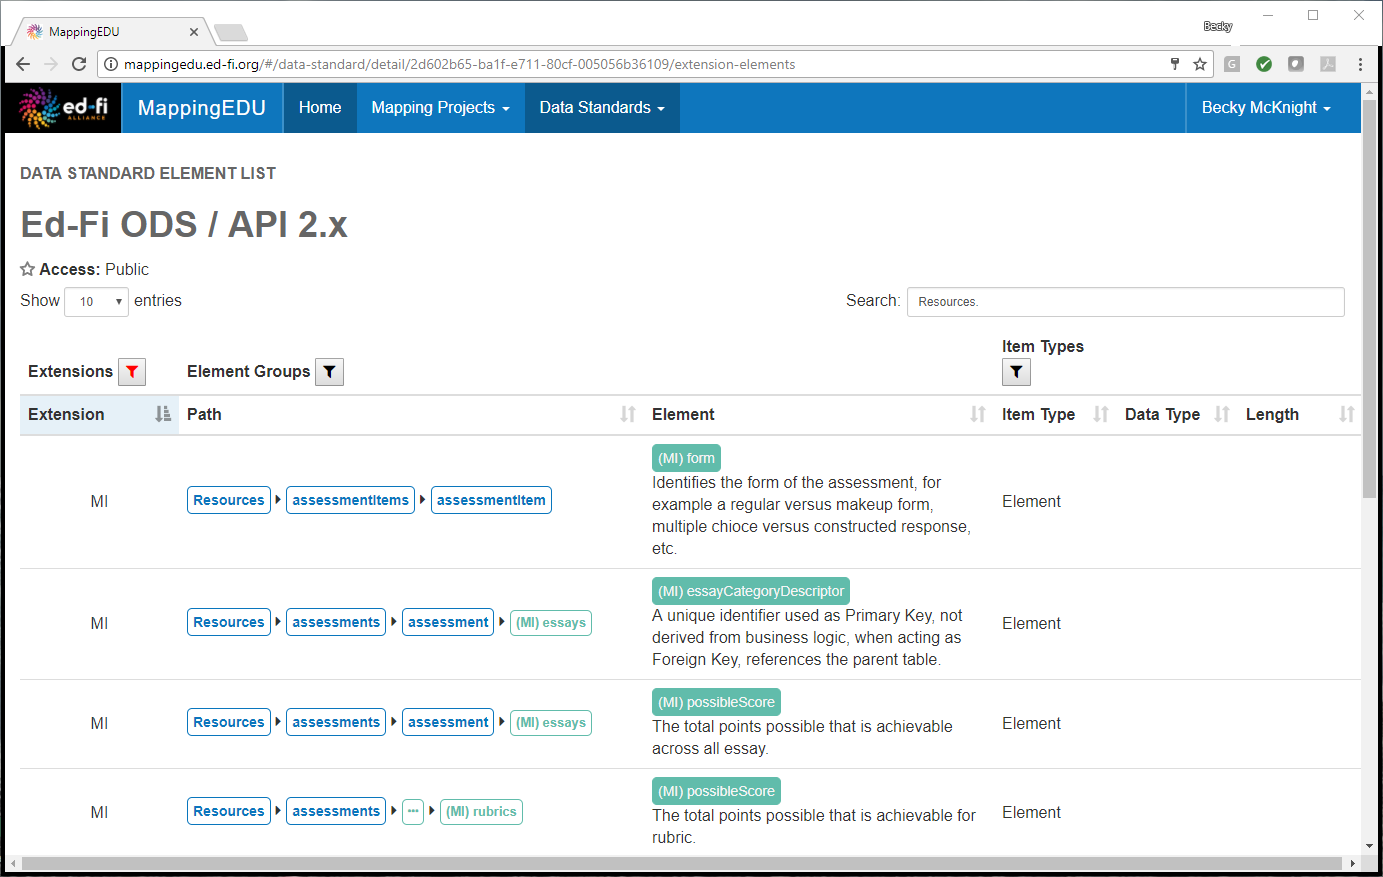 MappingEDU
Becky
mappingedu.ed-fi.org/#/data-standard/detail/2d602b65-ba1f-e711-80cf-005056b36109/extension-elements
ed-fi ALLIANCE MappingEDU Home Mapping Projects Data Standards Becky McKnight
DATA STANDARD ELEMENT LIST
Ed-Fi ODS / API 2.x
Access: Public
Show 10 entries Search: Resources.
Extensions Element Groups Item Types
Extension Path Element Item Type Data Type Length
MI Resources assessmentItems assessmentItem
(MI) form
Identifies the form of the assessment, for
example a regular versus makeup form,
multiple chioce versus constructed response,
etc.
Element
MI Resources assessments assessment (MI) essays
(MI) essayCategoryDescriptor
A unique identifier used as Primary Key, not
derived from business logic, when acting as
Foreign Key, references the parent table.
Element
MI Resources assessments assessment (MI) essays
(MI) possibleScore
The total points possible that is achievable
across all essay.
Element
MI Resources assessments ... (MI) rubrics
(MI) possibleScore
The total points possible that is achievable for
rubric.
Element